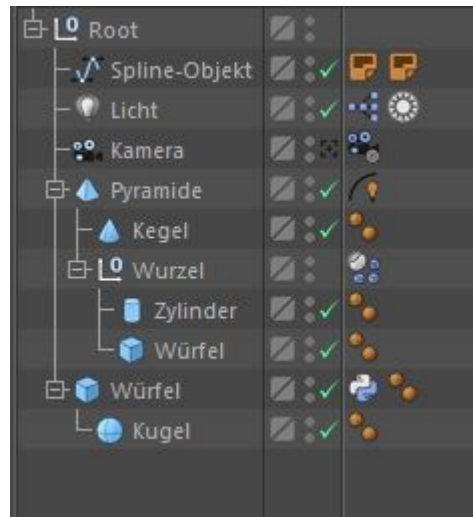 Root
Spline-Objekt
Licht
Kamera
Pyramide
Kegel
Wurzel
Zylinder
Würfel
Würfel
Kugel